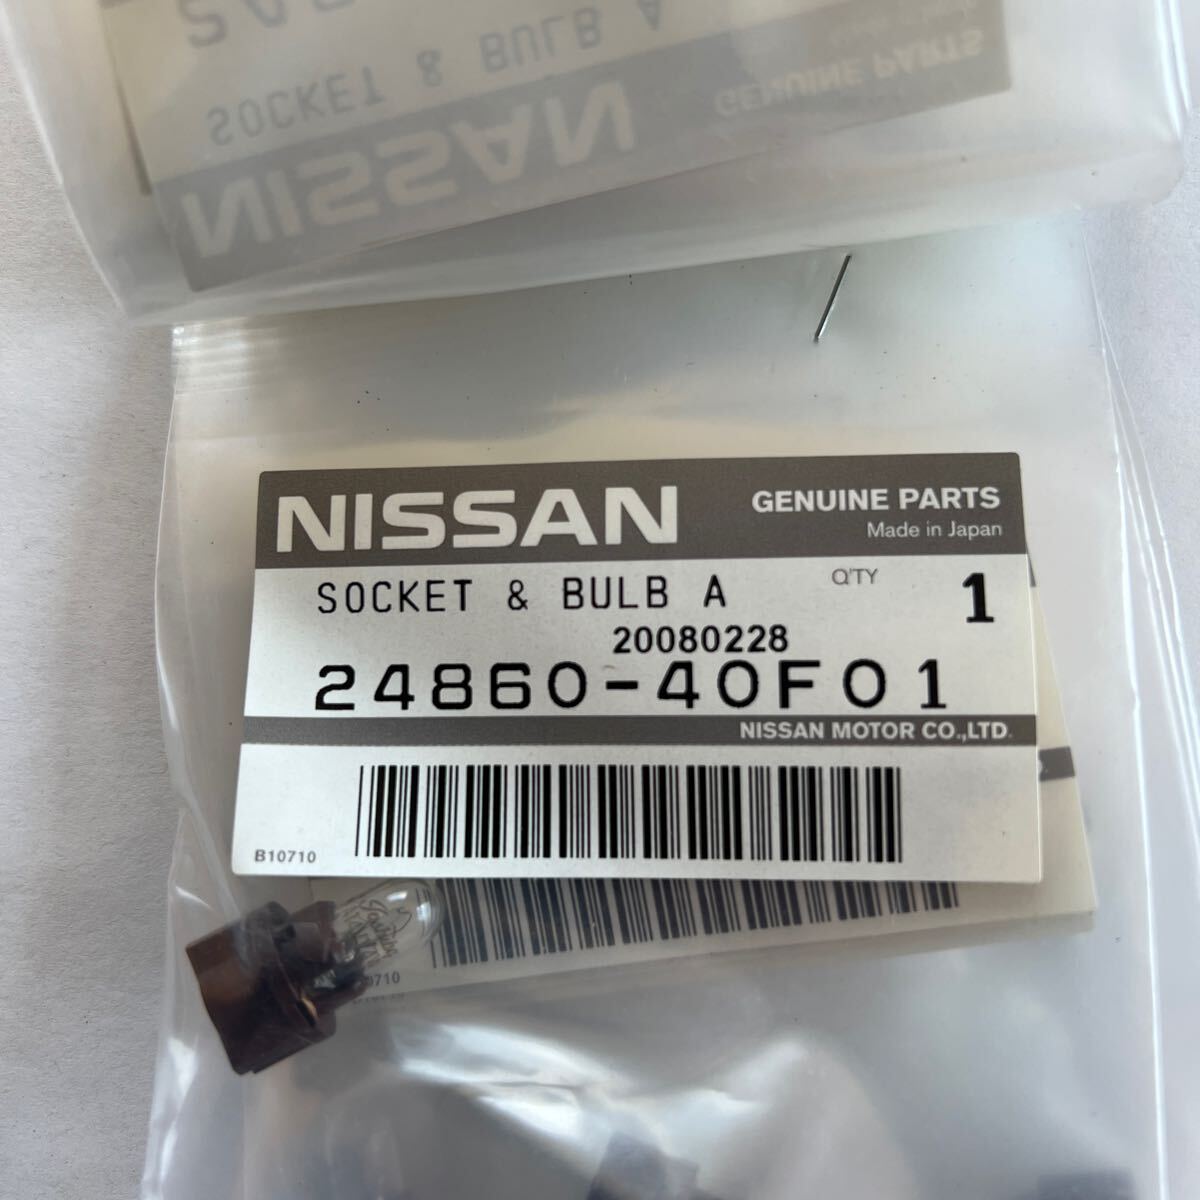 SOCKET & BULB A
NISSAN
GENUINE PARTS
NISSAN
GENUINE PARTS
Made in Japan
SOCKET & BULB A
Q'TY
1
20080228
24860-40F01
NISSAN MOTOR CO.,LTD.
B10710